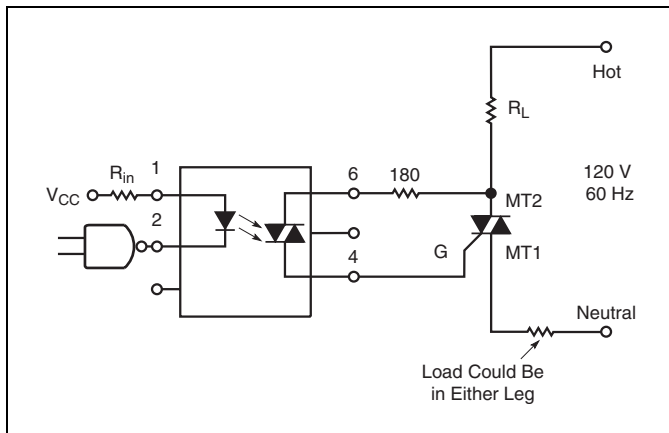 Hot
R_L
R_in
1
6
180
120 V
60 Hz
V_CC
MT2
2
4
G
MT1
Neutral
Load Could Be
in Either Leg